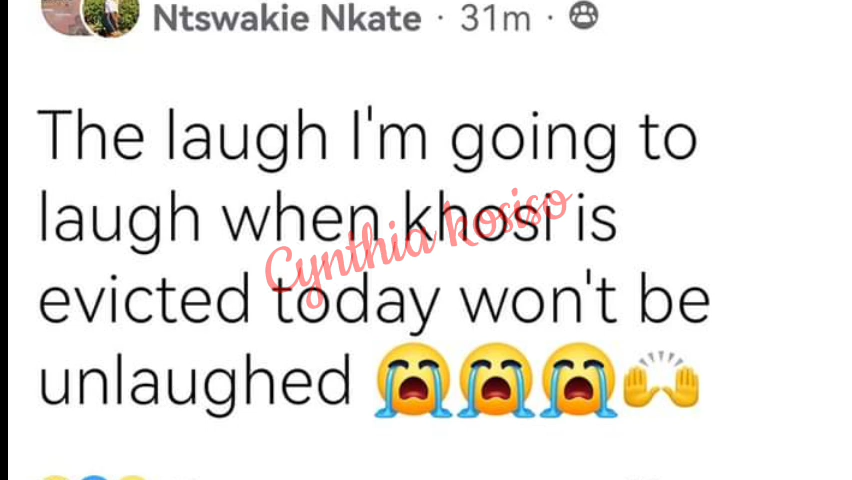 Ntswakie Nkate · 31m ·
The laugh I'm going to
laugh when khosi is
Cynthia kosiso
evicted today won't be
unlaughed 😭😭😭🙌